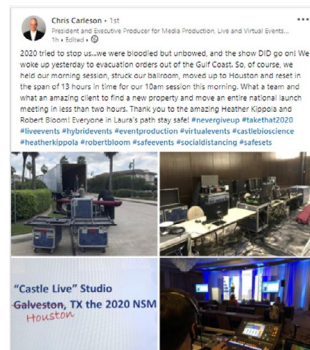 Chris Carleson • 1st
President and Executive Producer for Media Production, Live and Virtual Events...
1h • Edited •
2020 tried to stop us...we were bloodied but unbowed, and the show DID go on! We
woke up yesterday to evacuation orders out of the Gulf Coast. So, of course, we
held our morning session, struck our ballroom, moved up to Houston and reset in
the span of 13 hours in time for our 10am session this morning. What a team and
what an amazing client to find a new property and move an entire national launch
meeting in less than two hours. Thank you to the amazing Heather Kippola and
Robert Bloom! Everyone in Laura's path stay safe! #nevergiveup #takethat2020
#liveevents #hybridevents #eventproduction #virtualevents #castlebioscience
#heatherkippola #robertbloom #safeevents #socialdistancing #safesets
"Castle Live" Studio
Galveston, TX the 2020 NSM
Houston